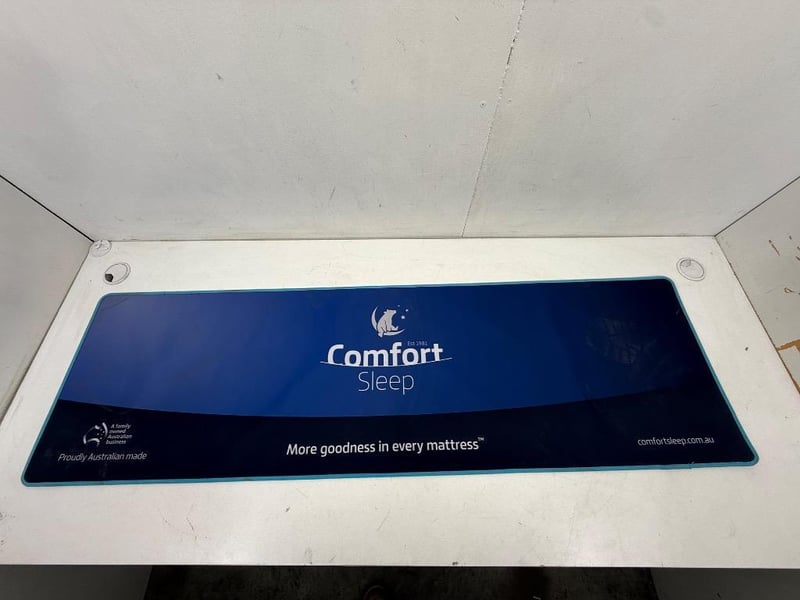 Est 1981
Comfort
Sleep
A family
owned
Australian
business
Proudly Australian made
More goodness in every mattress™
comfortsleep.com.au